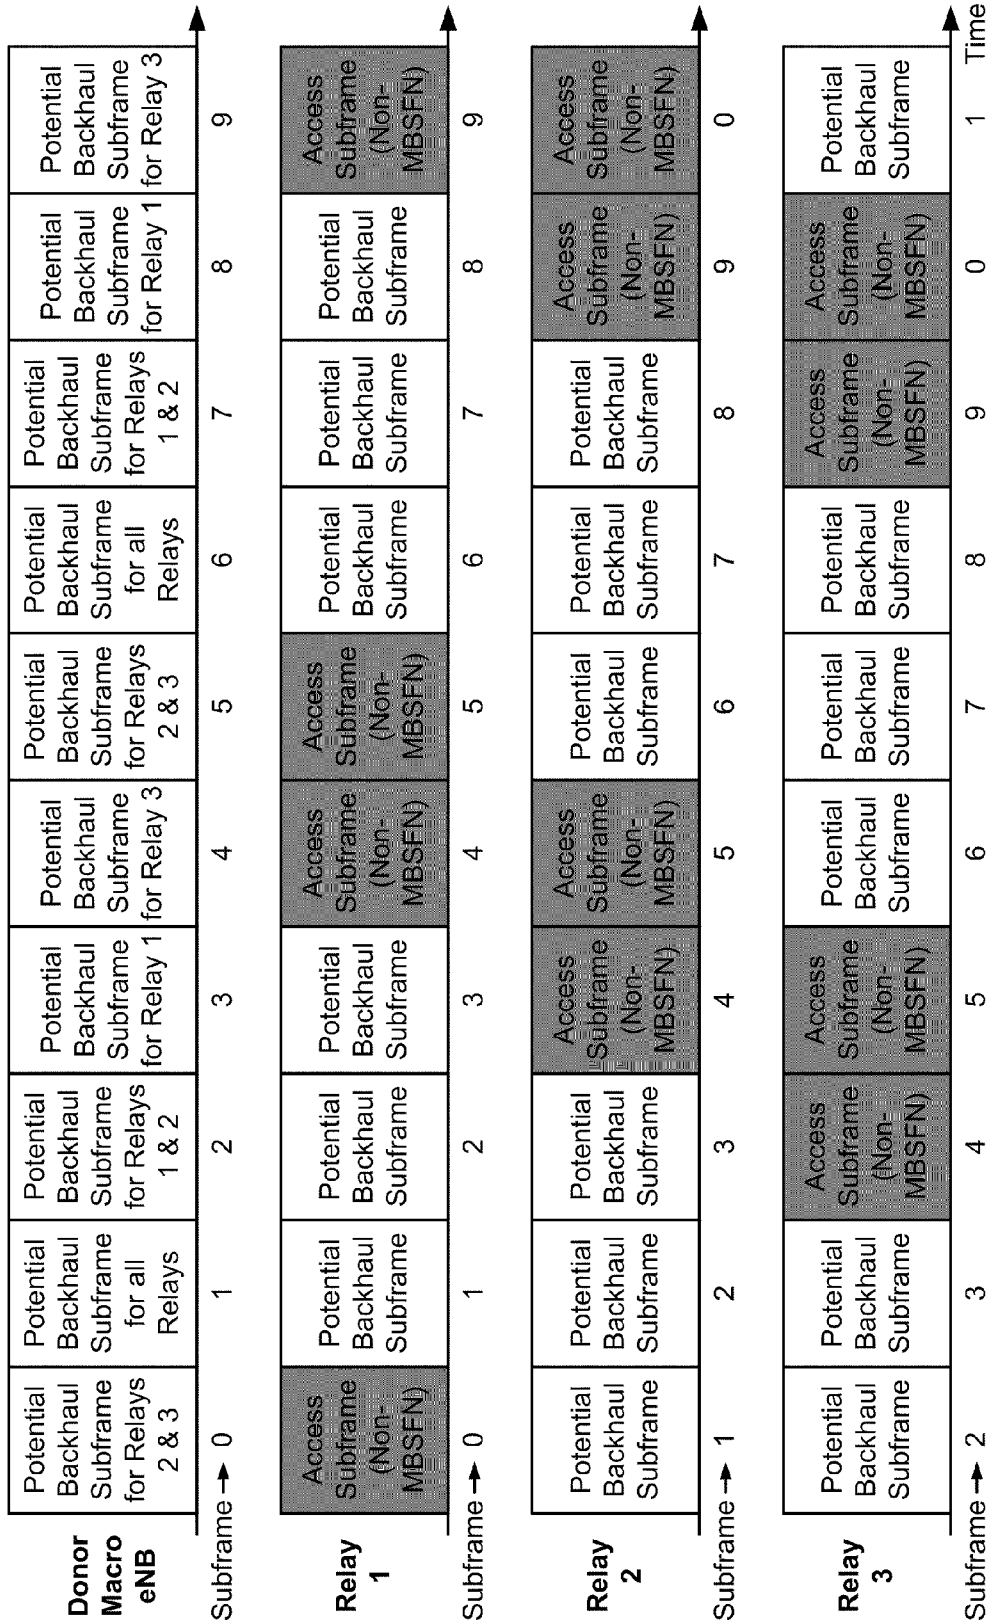 Donor
Macro
eNB
Potential
Backhaul
Subframe
for Relays
2 & 3
Potential
Backhaul
Subframe
for all
Relays
Potential
Backhaul
Subframe
for Relays
1 & 2
Potential
Backhaul
Subframe
for Relay 1
Potential
Backhaul
Subframe
for Relay 3
Potential
Backhaul
Subframe
for Relays
2 & 3
Potential
Backhaul
Subframe
for all
Relays
Potential
Backhaul
Subframe
for Relays
1 & 2
Potential
Backhaul
Subframe
for Relay 1
Potential
Backhaul
Subframe
for Relay 3
Subframe → 0 1 2 3 4 5 6 7 8 9
Relay
1
Access
Subframe
(Non-
MBSFN)
Potential
Backhaul
Subframe
Potential
Backhaul
Subframe
Potential
Backhaul
Subframe
Access
Subframe
(Non-
MBSFN)
Access
Subframe
(Non-
MBSFN)
Potential
Backhaul
Subframe
Potential
Backhaul
Subframe
Potential
Backhaul
Subframe
Access
Subframe
(Non-
MBSFN)
Subframe → 0 1 2 3 4 5 6 7 8 9
Relay
2
Potential
Backhaul
Subframe
Potential
Backhaul
Subframe
Potential
Backhaul
Subframe
Access
Subframe
(Non-
MBSFN)
Access
Subframe
(Non-
MBSFN)
Potential
Backhaul
Subframe
Potential
Backhaul
Subframe
Potential
Backhaul
Subframe
Access
Subframe
(Non-
MBSFN)
Access
Subframe
(Non-
MBSFN)
Subframe → 1 2 3 4 5 6 7 8 9 0
Relay
3
Potential
Backhaul
Subframe
Potential
Backhaul
Subframe
Access
Subframe
(Non-
MBSFN)
Access
Subframe
(Non-
MBSFN)
Potential
Backhaul
Subframe
Potential
Backhaul
Subframe
Potential
Backhaul
Subframe
Access
Subframe
(Non-
MBSFN)
Access
Subframe
(Non-
MBSFN)
Potential
Backhaul
Subframe
Subframe → 2 3 4 5 6 7 8 9 0 1 Time